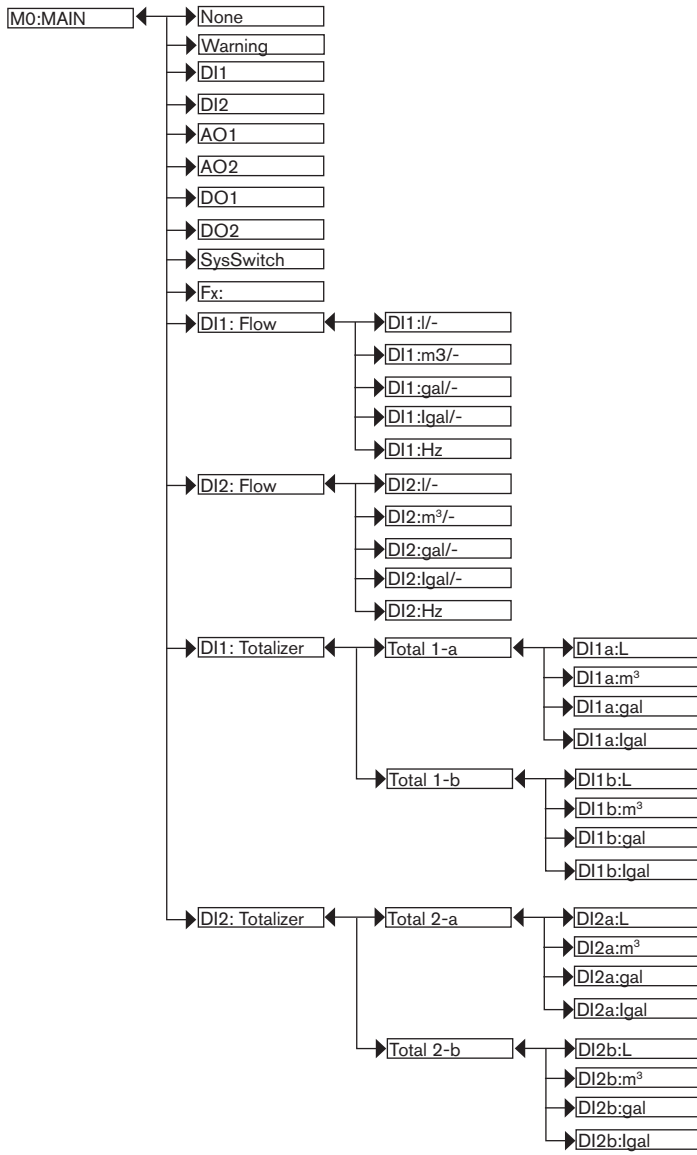 M0:MAIN
None
Warning
DI1
DI2
AO1
AO2
DO1
DO2
SysSwitch
Fx:
DI1: Flow
DI1:l/-
DI1:m3/-
DI1:gal/-
DI1:Igal/-
DI1:Hz
DI2: Flow
DI2:l/-
DI2:m³/-
DI2:gal/-
DI2:Igal/-
DI2:Hz
DI1: Totalizer
Total 1-a
DI1a:L
DI1a:m³
DI1a:gal
DI1a:Igal
Total 1-b
DI1b:L
DI1b:m³
DI1b:gal
DI1b:Igal
DI2: Totalizer
Total 2-a
DI2a:L
DI2a:m³
DI2a:gal
DI2a:Igal
Total 2-b
DI2b:L
DI2b:m³
DI2b:gal
DI2b:Igal